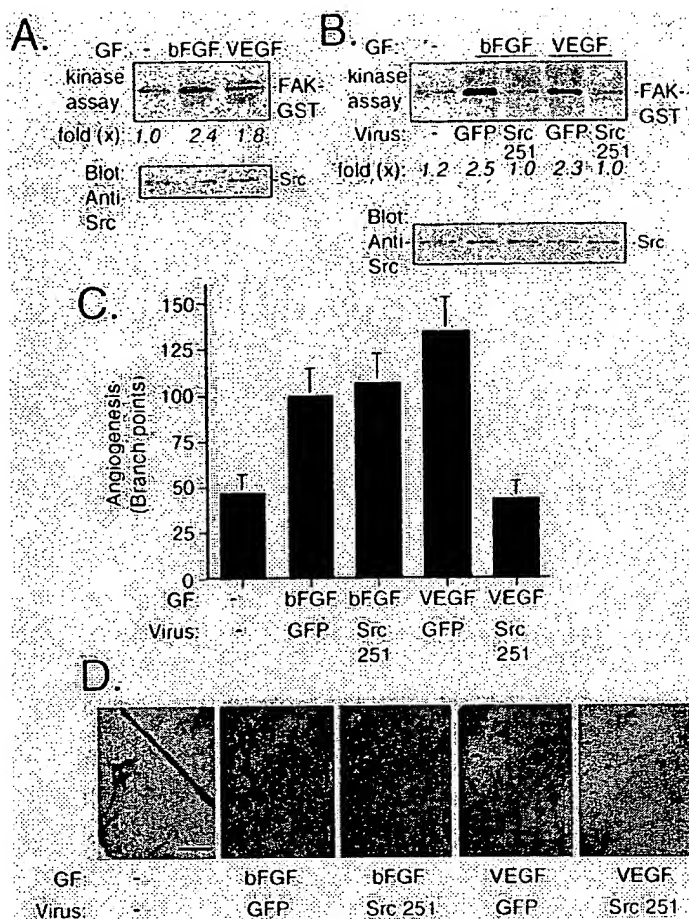 A.
GF: - bFGF VEGF
kinase assay
FAK-GST
fold (x) 1.0 2.4 1.8
Blot: Anti Src
Src
B.
GF: - bFGF VEGF
kinase assay
FAK-GST
Virus: - GFP Src 251 GFP Src 251
fold (x): 1.2 2.5 1.0 2.3 1.0
Blot: Anti- Src
Src
C.
Angiogenesis (Branch points)
150
125
100
75
50
25
0
GF: - bFGF bFGF VEGF VEGF
Virus: - GFP Src 251 GFP Src 251
D.
GF: - bFGF bFGF VEGF VEGF
Virus: - GFP Src 251 GFP Src 251